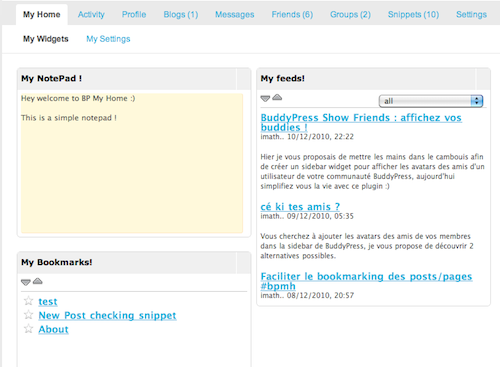 My Home Activity Profile Blogs (1) Messages Friends (6) Groups (2) Snippets (10) Settings
My Widgets My Settings
My NotePad !
Hey welcome to BP My Home :)
This is a simple notepad !
My Bookmarks!
test
New Post checking snippet
About
My feeds!
all
BuddyPress Show Friends : affichez vos
buddies !
imath.. 10/12/2010, 22:22
Hier je vous proposais de mettre les mains dans le cambouis afin
de créer un sidebar widget pour afficher les avatars des amis d'un
utilisateur de votre communauté BuddyPress, aujourd'hui
simplifiez vous la vie avec ce plugin :)
cé ki tes amis ?
imath.. 09/12/2010, 05:35
Vous cherchez à ajouter les avatars des amis de vos membres
dans la sidebar de BuddyPress, je vous propose de découvrir 2
alternatives possibles.
Faciliter le bookmarking des posts/pages
#bpmh
imath.. 08/12/2010, 20:57